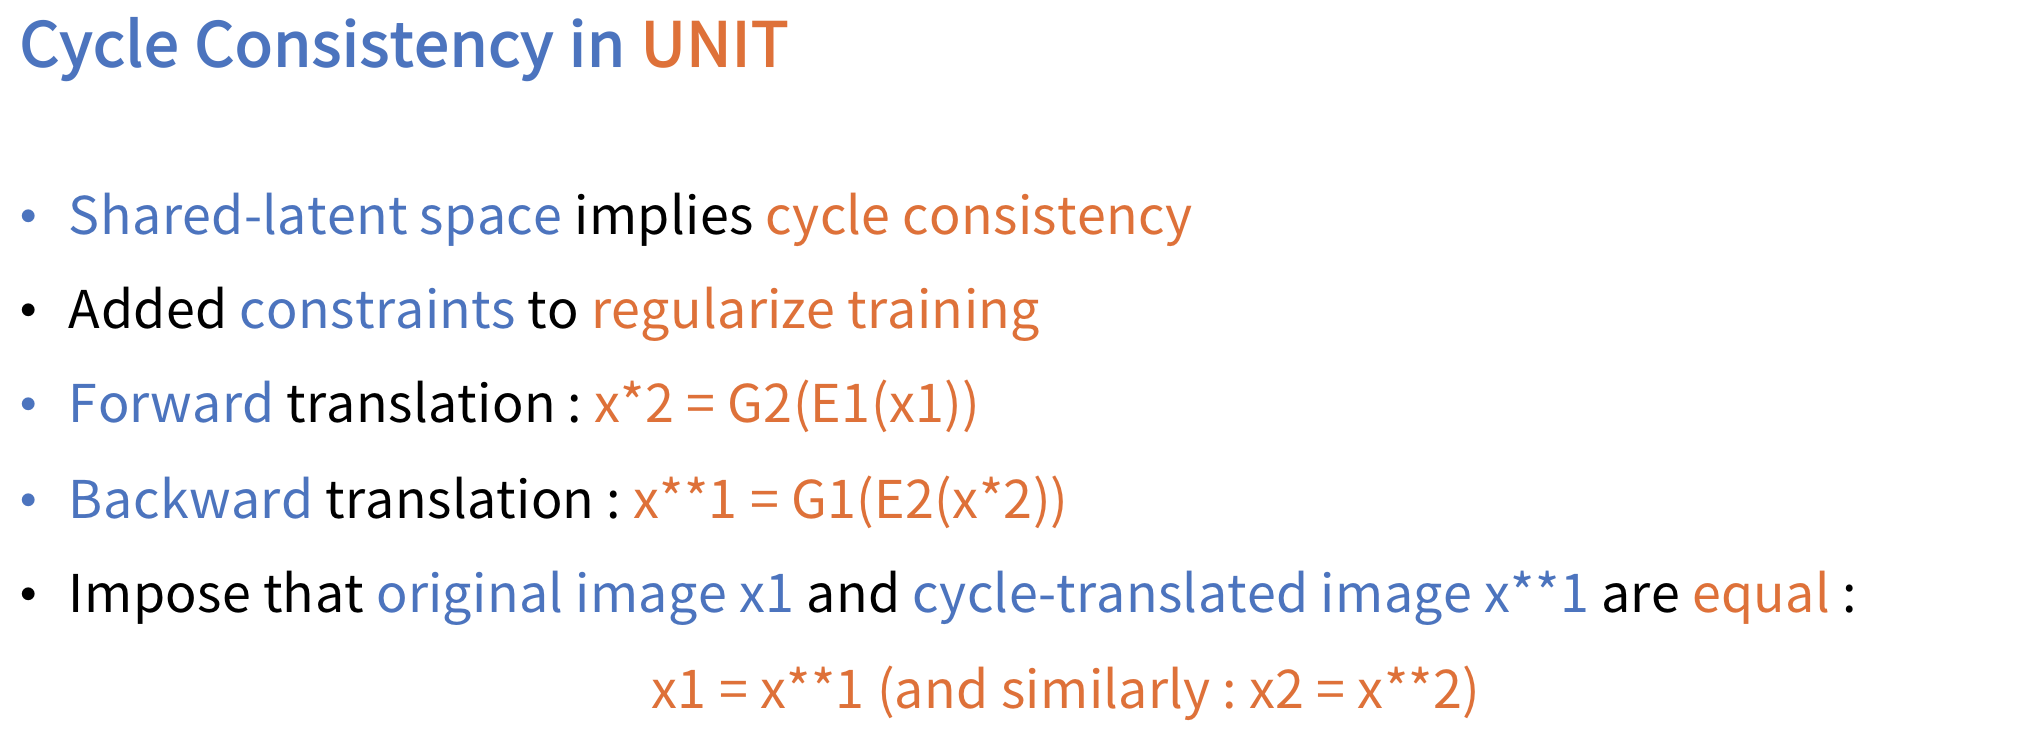 Cycle Consistency in UNIT
• Shared-latent space implies cycle consistency
• Added constraints to regularize training
• Forward translation : x*2 = G2(E1(x1))
• Backward translation : x**1 = G1(E2(x*2))
• Impose that original image x1 and cycle-translated image x**1 are equal :
x1 = x**1 (and similarly : x2 = x**2)